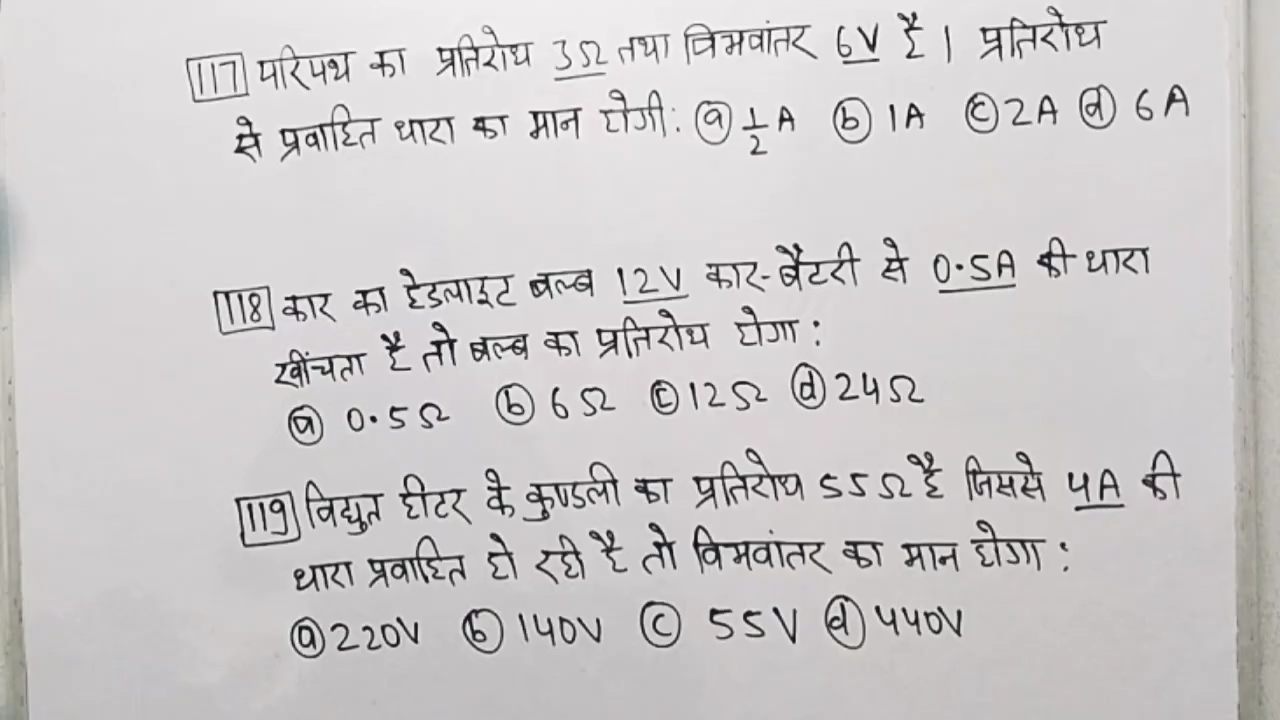 117 परिपथ का प्रतिरोध 3Ω तथा विभवांतर 6V है। प्रतिरोध
से प्रवाहित धारा का मान होगी: ⓐ 1/2 A ⓑ 1A ⓒ 2A ⓓ 6A
118 कार का हेडलाइट बल्ब 12V कार-बैटरी से 0.5A की धारा
खींचता है तो बल्ब का प्रतिरोध होगा:
ⓐ 0.5Ω ⓑ 6Ω ⓒ 12Ω ⓓ 24Ω
119 विद्युत हीटर के कुण्डली का प्रतिरोध 55Ω है जिससे 4A की
धारा प्रवाहित हो रही है तो विभवांतर का मान होगा:
ⓐ 220V ⓑ 140V ⓒ 55V ⓓ 440V